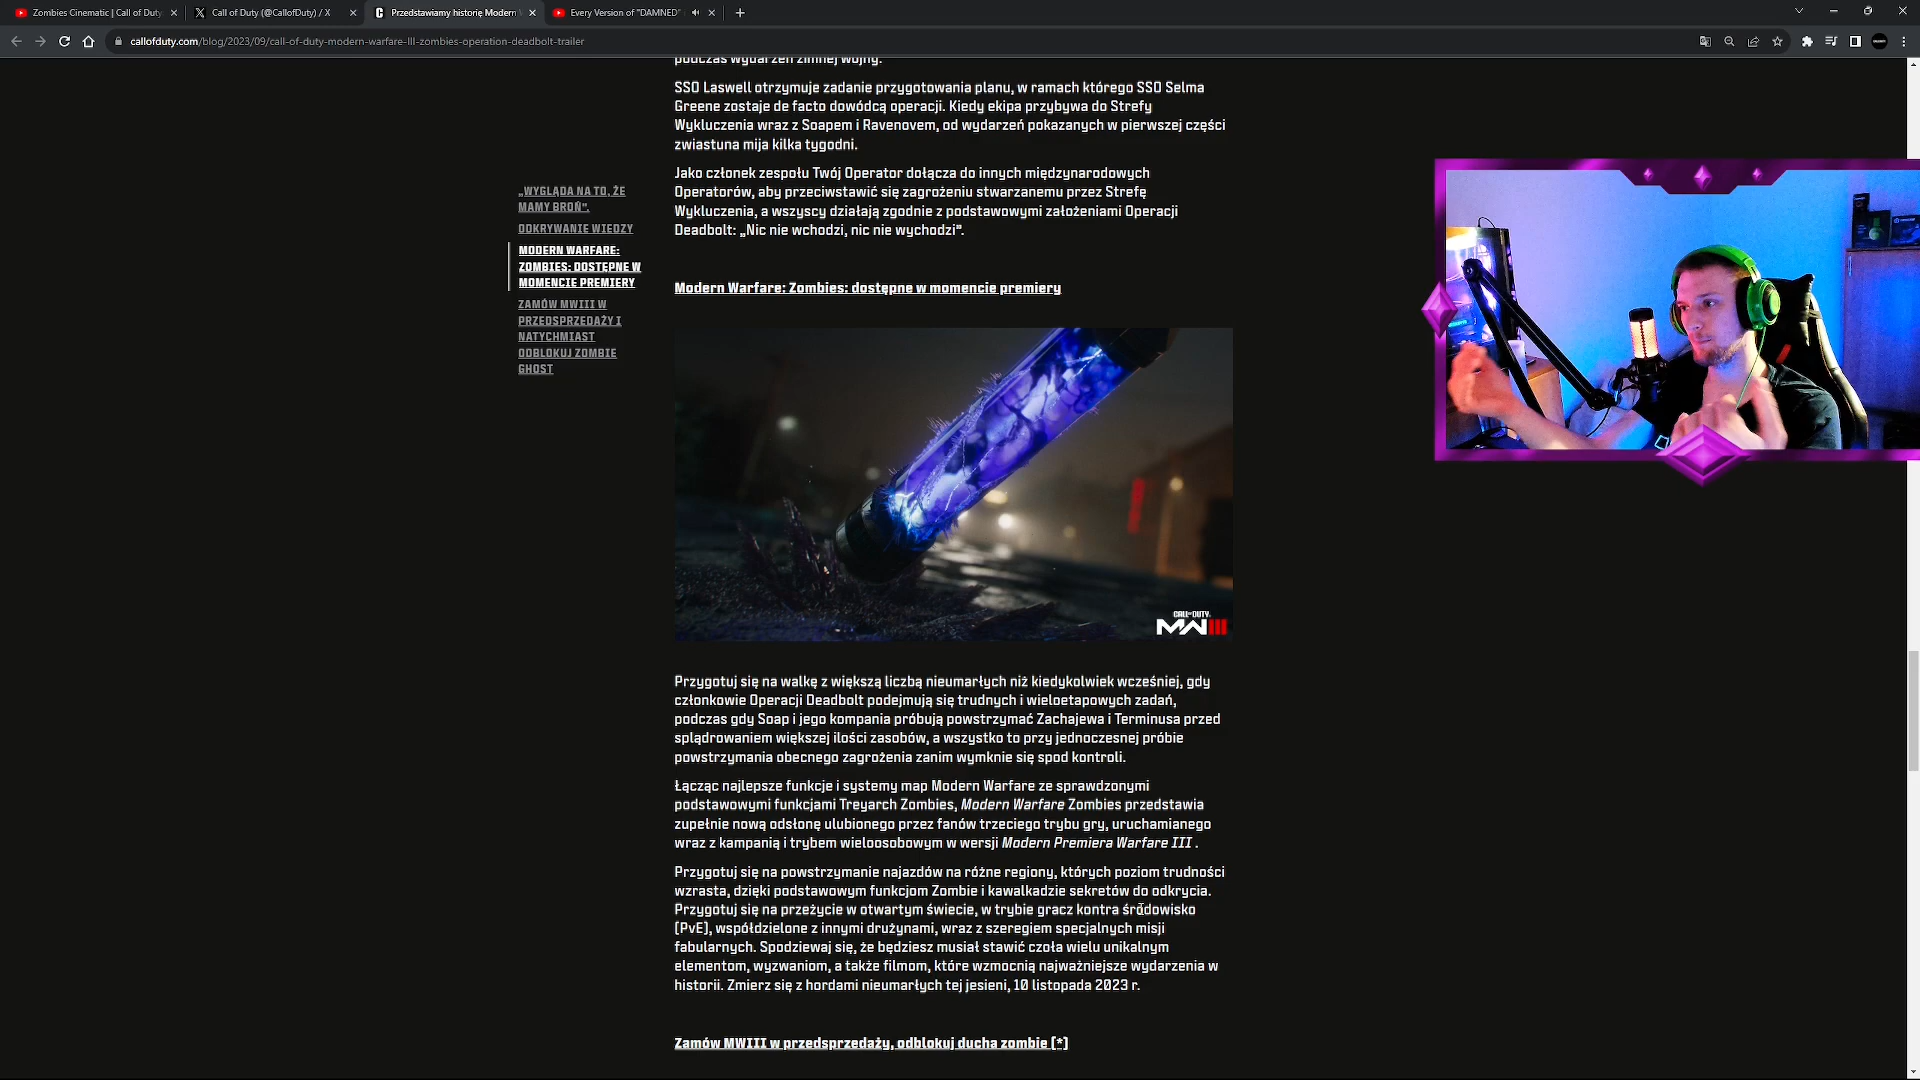 Zombies Cinematic | Call of Duty
Call of Duty (@CallofDuty) / X
Przedstawiamy historię Modern
Every Version of "DAMNED"
callofduty.com/blog/2023/09/call-of-duty-modern-warfare-III-zombies-operation-deadbolt-trailer
podczas wydarzeń zimnej wojny.
SSO Laswell otrzymuje zadanie przygotowania planu, w ramach którego SSO Selma
Greene zostaje de facto dowódcą operacji. Kiedy ekipa przybywa do Strefy
Wykluczenia wraz z Soapem i Ravenovem, od wydarzeń pokazanych w pierwszej części
zwiastuna mija kilka tygodni.
Jako członek zespołu Twój Operator dołącza do innych międzynarodowych
Operatorów, aby przeciwstawić się zagrożeniu stwarzanemu przez Strefę
Wykluczenia, a wszyscy działają zgodnie z podstawowymi założeniami Operacji
Deadbolt: „Nic nie wchodzi, nic nie wychodzi”.
„WYGLĄDA NA TO, ŻE
MAMY BROŃ”.
ODKRYWANIE WIEDZY
MODERN WARFARE:
ZOMBIES: DOSTĘPNE W
MOMENCIE PREMIERY
ZAMÓW MWIII W
PRZEDSPRZEDAŻY I
NATYCHMIAST
ODBLOKUJ ZOMBIE
GHOST
Modern Warfare: Zombies: dostępne w momencie premiery
CALL OF DUTY
MWIII
Przygotuj się na walkę z większą liczbą nieumarłych niż kiedykolwiek wcześniej, gdy
członkowie Operacji Deadbolt podejmują się trudnych i wieloetapowych zadań,
podczas gdy Soap i jego kompania próbują powstrzymać Zachajewa i Terminusa przed
splądrowaniem większej ilości zasobów, a wszystko to przy jednoczesnej próbie
powstrzymania obecnego zagrożenia zanim wymknie się spod kontroli.
Łącząc najlepsze funkcje i systemy map Modern Warfare ze sprawdzonymi
podstawowymi funkcjami Treyarch Zombies, Modern Warfare Zombies przedstawia
zupełnie nową odsłonę ulubionego przez fanów trzeciego trybu gry, uruchamianego
wraz z kampanią i trybem wieloosobowym w wersji Modern Premiera Warfare III .
Przygotuj się na powstrzymanie najazdów na różne regiony, których poziom trudności
wzrasta, dzięki podstawowym funkcjom Zombie i kawalkadzie sekretów do odkrycia.
Przygotuj się na przeżycie w otwartym świecie, w trybie gracz kontra środowisko
(PvE), współdzielone z innymi drużynami, wraz z szeregiem specjalnych misji
fabularnych. Spodziewaj się, że będziesz musiał stawić czoła wielu unikalnym
elementom, wyzwaniom, a także filmom, które wzmocnią najważniejsze wydarzenia w
historii. Zmierz się z hordami nieumarłych tej jesieni, 10 listopada 2023 r.
Zamów MWIII w przedsprzedaży, odblokuj ducha zombie (*)